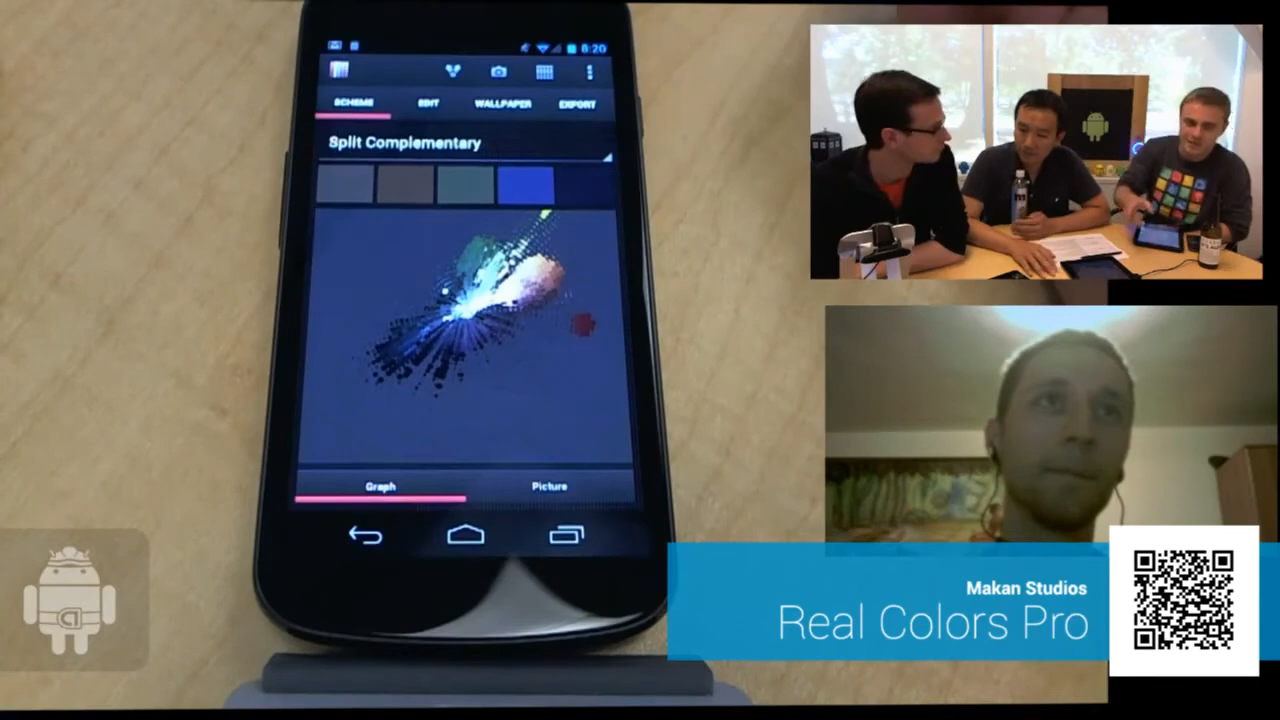 8:20
SCHEME EDIT WALLPAPER EXPORT
Split Complementary
Graph Picture
Makan Studios
Real Colors Pro